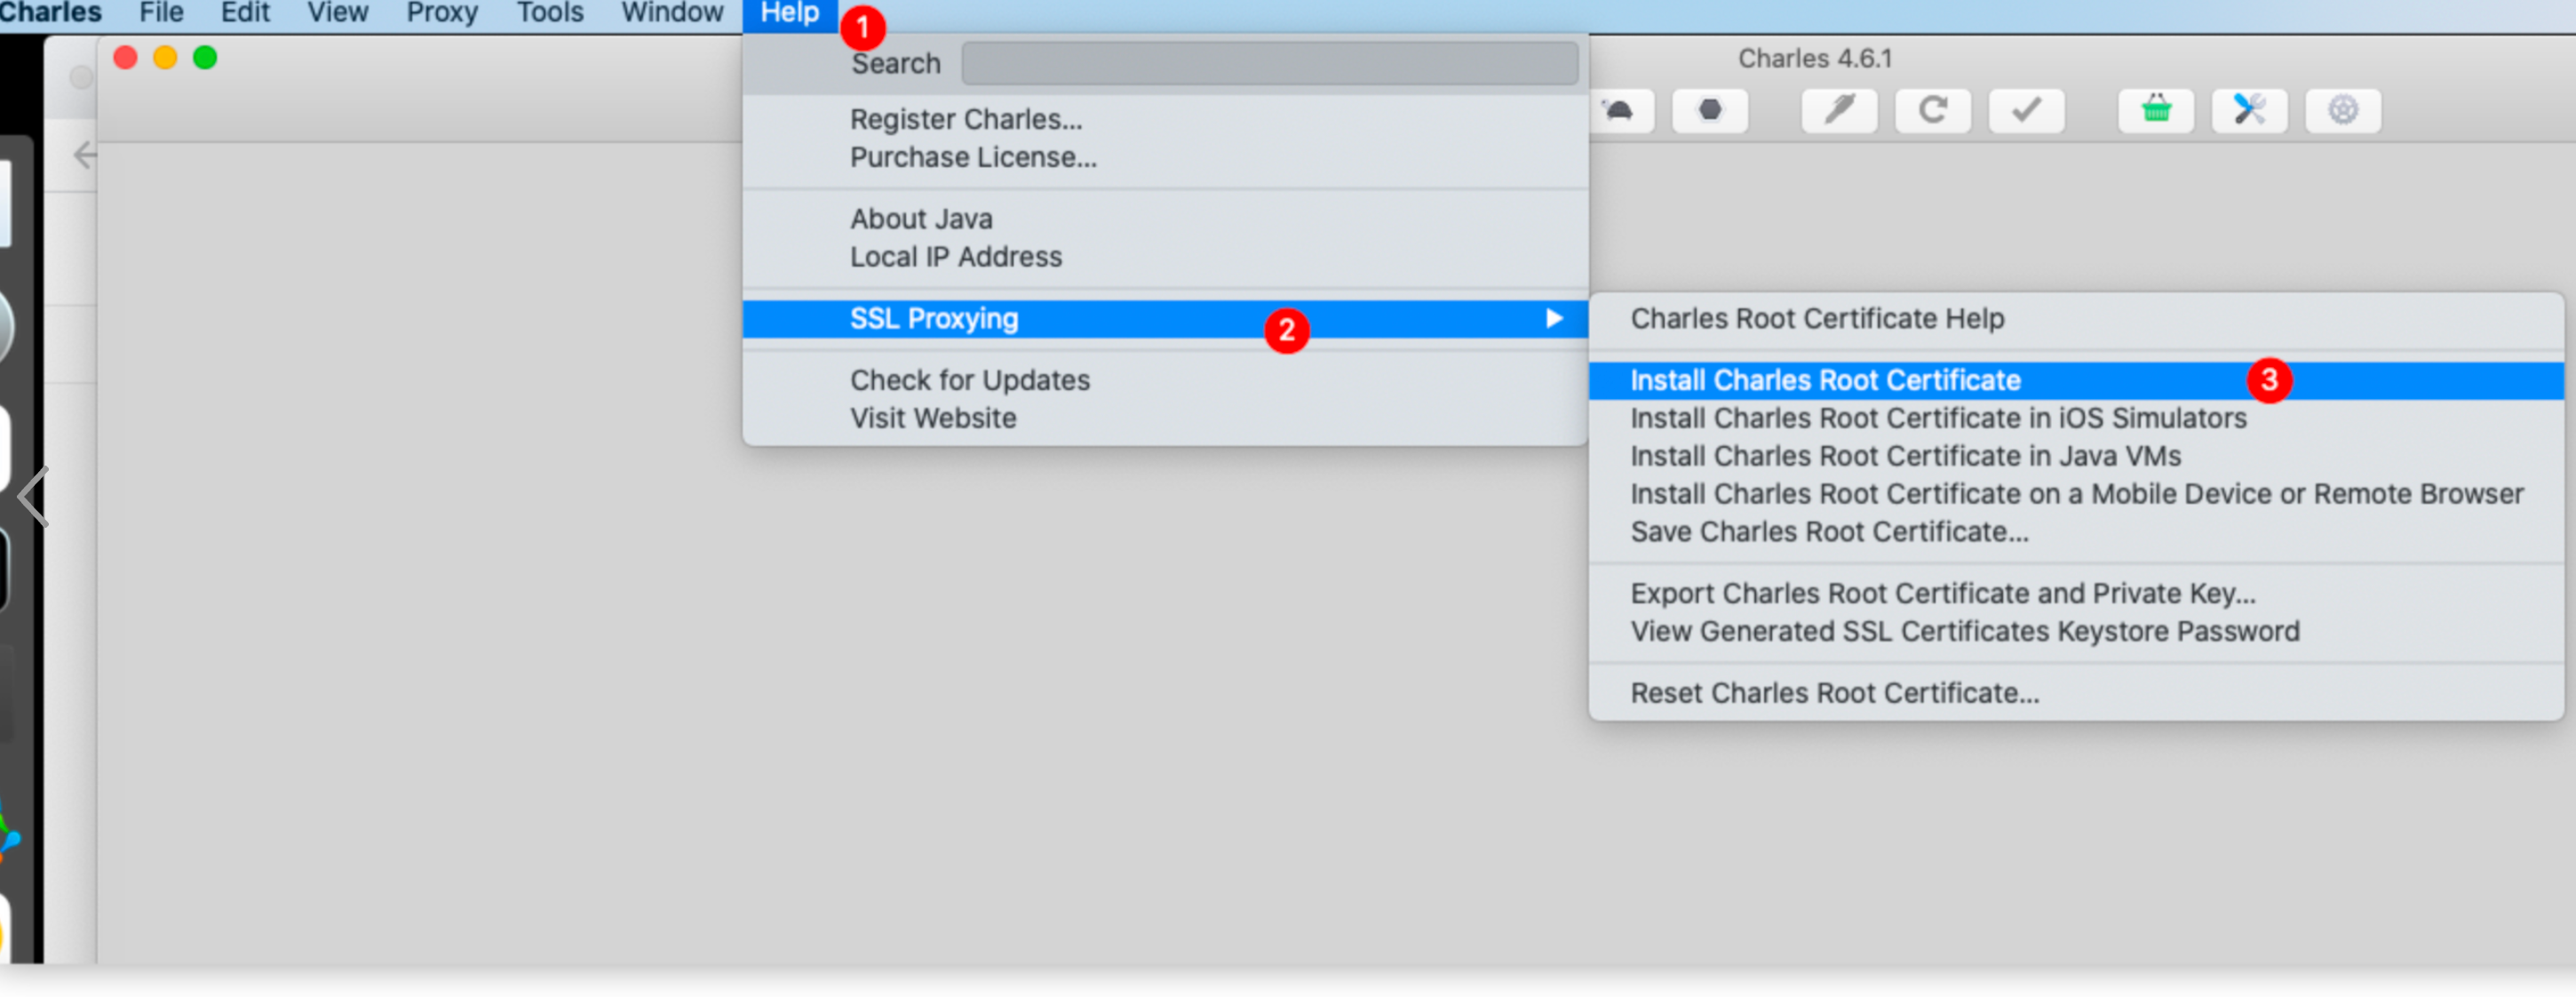 Charles File Edit View Proxy Tools Window Help 1
Charles 4.6.1
Search
Register Charles...
Purchase License...
About Java
Local IP Address
SSL Proxying 2
Check for Updates
Visit Website
Charles Root Certificate Help
Install Charles Root Certificate 3
Install Charles Root Certificate in iOS Simulators
Install Charles Root Certificate in Java VMs
Install Charles Root Certificate on a Mobile Device or Remote Browser
Save Charles Root Certificate...
Export Charles Root Certificate and Private Key...
View Generated SSL Certificates Keystore Password
Reset Charles Root Certificate...